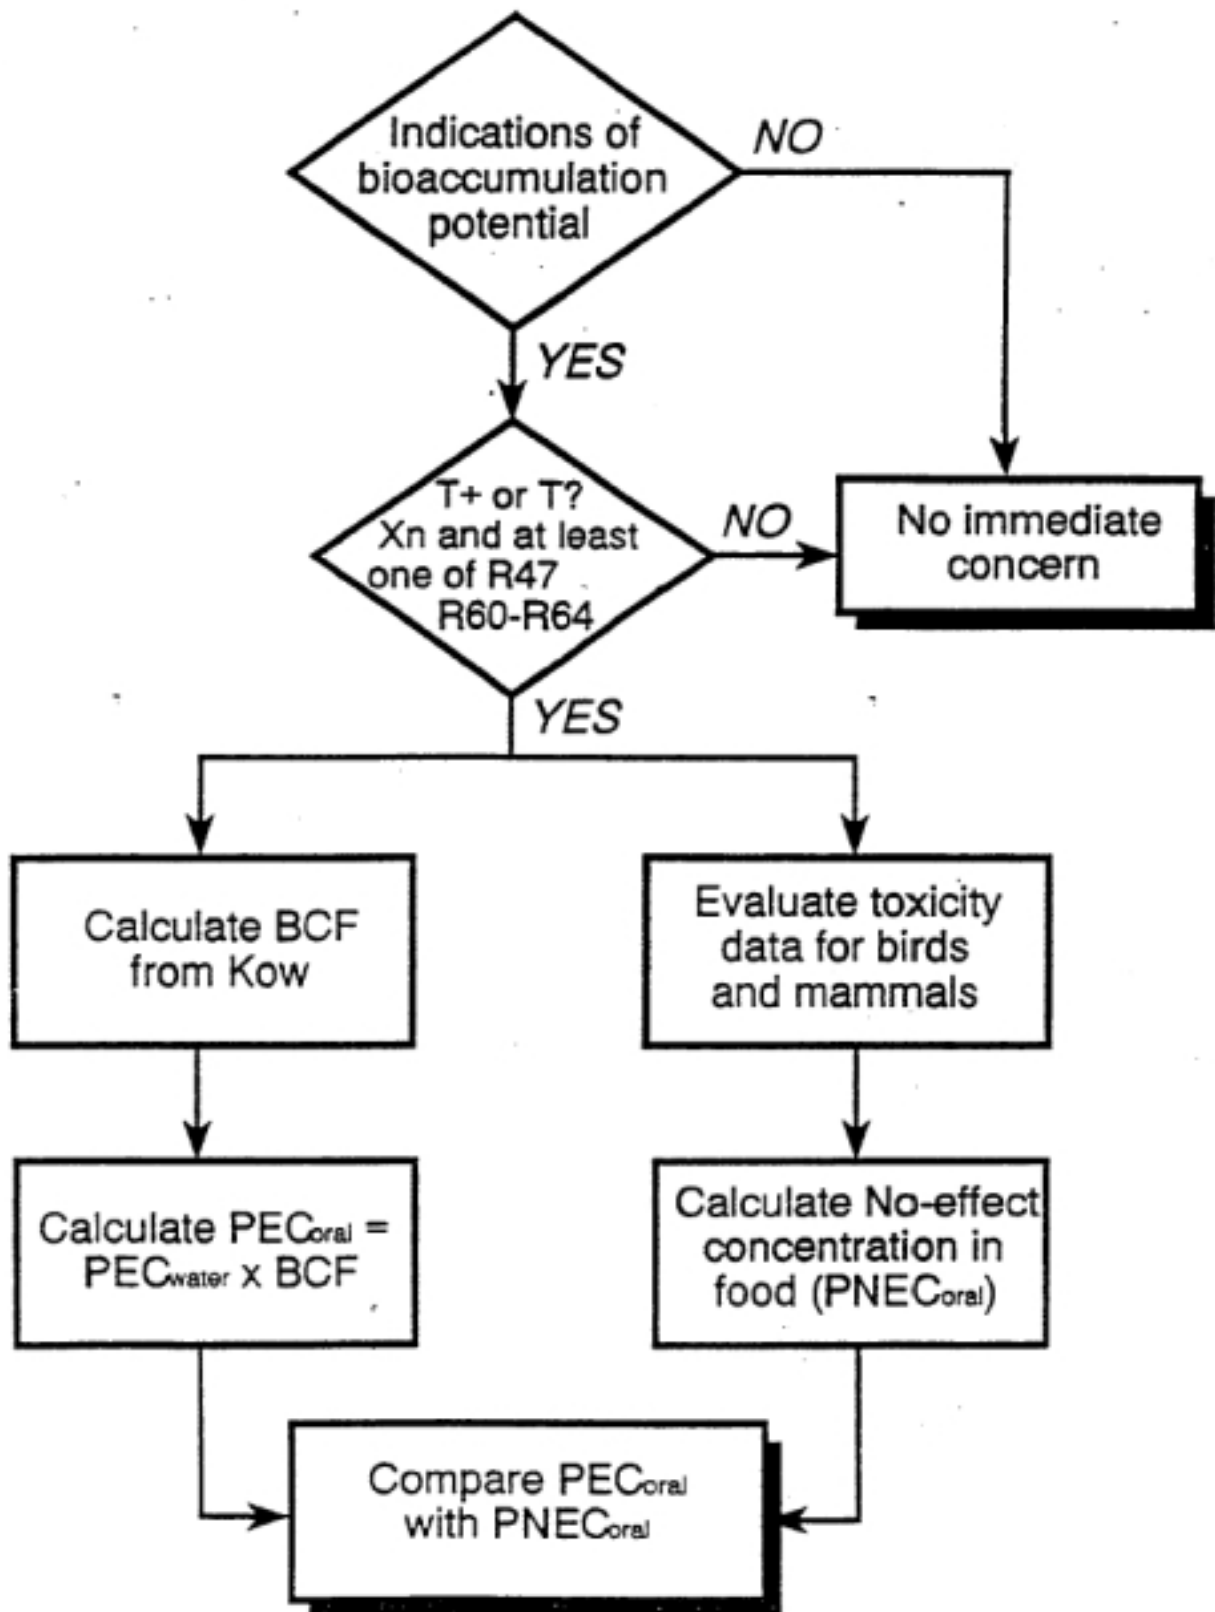 Indications of
bioaccumulation
potential
NO
YES
T+ or T?
Xn and at least
one of R47
R60-R64
NO
No immediate
concern
YES
Calculate BCF
from Kow
Evaluate toxicity
data for birds
and mammals
Calculate PECoral =
PECwater x BCF
Calculate No-effect
concentration in
food (PNECoral)
Compare PECoral
with PNECoral